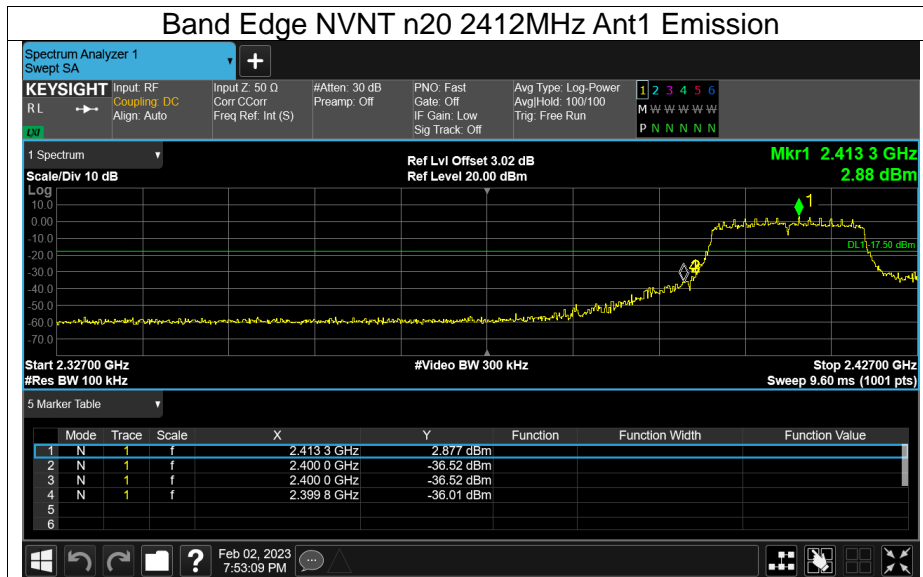 Band Edge NVNT n20 2412MHz Ant1 Emission
Spectrum Analyzer 1
Swept SA
+
KEYSIGHT Input: RF Input Z: 50 Ω #Atten: 30 dB PNO: Fast Avg Type: Log-Power 1 2 3 4 5 6
RL Coupling: DC Corr CCorr Preamp: Off Gate: Off Avg|Hold: 100/100 M W W W W W
Align: Auto Freq Ref: Int (S) IF Gain: Low Trig: Free Run
LXI Sig Track: Off P N N N N N
1 Spectrum Ref Lvl Offset 3.02 dB Mkr1 2.413 3 GHz
Scale/Div 10 dB Ref Level 20.00 dBm 2.88 dBm
Log
10.0 1
0.00
-10.0
DL1 -17.50 dBm
-20.0
-30.0
-40.0
-50.0
-60.0
-70.0
Start 2.32700 GHz #Video BW 300 kHz Stop 2.42700 GHz
#Res BW 100 kHz Sweep 9.60 ms (1001 pts)
5 Marker Table
Mode Trace Scale X Y Function Function Width Function Value
1 N 1 f 2.413 3 GHz 2.877 dBm
2 N 1 f 2.400 0 GHz -36.52 dBm
3 N 1 f 2.400 0 GHz -36.52 dBm
4 N 1 f 2.399 8 GHz -36.01 dBm
5
6
? Feb 02, 2023
7:53:09 PM